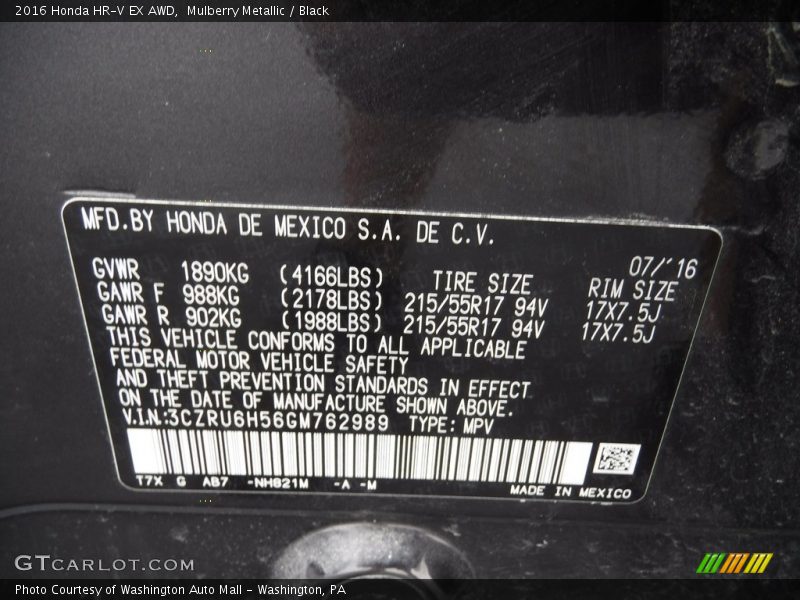 2016 Honda HR-V EX AWD,  Mulberry Metallic / Black
MFD.BY HONDA DE MEXICO S.A. DE C.V.
07/'16
GVWR 1890KG (4166LBS) TIRE SIZE RIM SIZE
GAWR F 988KG (2178LBS) 215/55R17 94V 17X7.5J
GAWR R 902KG (1988LBS) 215/55R17 94V 17X7.5J
THIS VEHICLE CONFORMS TO ALL APPLICABLE
FEDERAL MOTOR VEHICLE SAFETY
AND THEFT PREVENTION STANDARDS IN EFFECT
ON THE DATE OF MANUFACTURE SHOWN ABOVE.
V.I.N:3CZRU6H56GM762989 TYPE:MPV
T7X G AB7 -NH821M -A -M
MADE IN MEXICO
GTCARLOT.COM
Photo Courtesy of Washington Auto Mall - Washington, PA